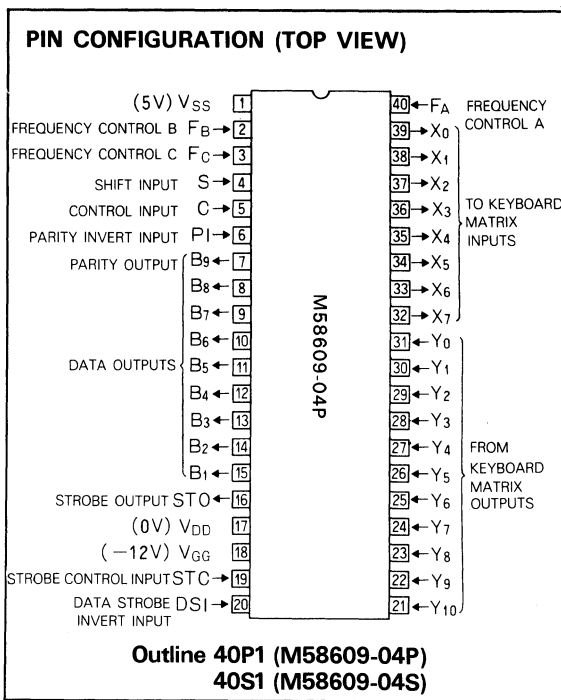 PIN CONFIGURATION (TOP VIEW)
(5V) VSS 1
FREQUENCY CONTROL B FB→ 2
FREQUENCY CONTROL C FC→ 3
SHIFT INPUT S→ 4
CONTROL INPUT C→ 5
PARITY INVERT INPUT PI→ 6
PARITY OUTPUT B9← 7
B8← 8
B7← 9
B6← 10
DATA OUTPUTS B5← 11
B4← 12
B3← 13
B2← 14
B1← 15
STROBE OUTPUT STO← 16
(0V) VDD 17
(−12V) VGG 18
STROBE CONTROL INPUT STC→ 19
DATA STROBE INVERT INPUT DSI→ 20
M58609-04P
40 ←FA FREQUENCY CONTROL A
39 →X0
38 →X1
37 →X2
36 →X3
35 →X4
34 →X5
33 →X6
32 →X7
TO KEYBOARD
MATRIX
INPUTS
31 ←Y0
30 ←Y1
29 ←Y2
28 ←Y3
27 ←Y4
26 ←Y5
25 ←Y6
24 ←Y7
23 ←Y8
22 ←Y9
21 ←Y10
FROM
KEYBOARD
MATRIX
OUTPUTS
Outline 40P1 (M58609-04P)
40S1 (M58609-04S)